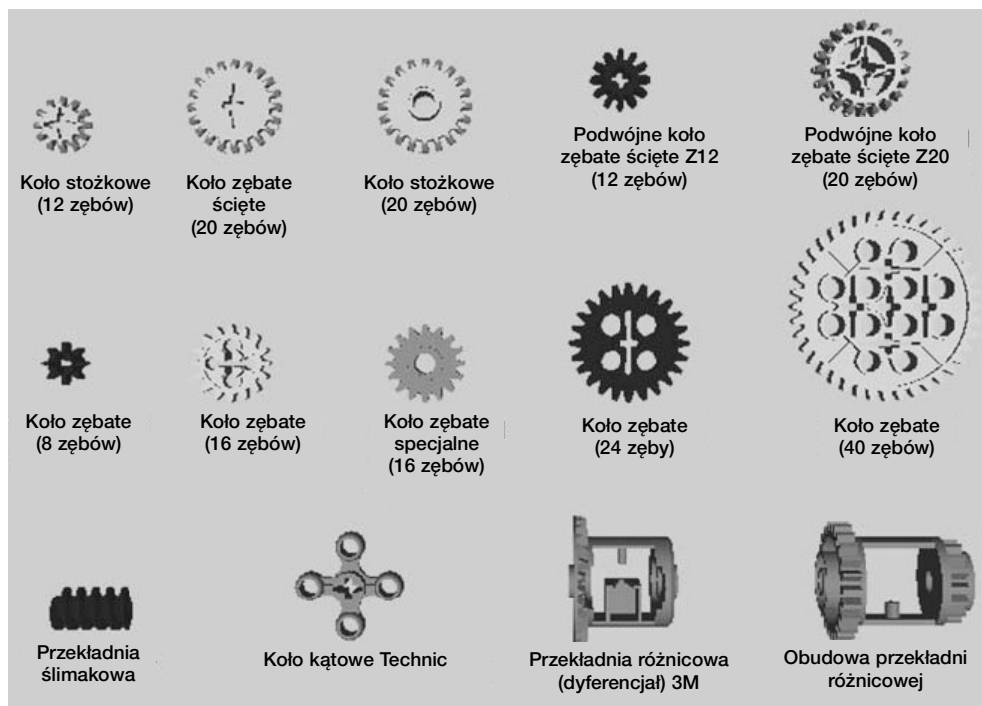 Koło stożkowe
(12 zębów)
Koło zębate
ścięte
(20 zębów)
Koło stożkowe
(20 zębów)
Podwójne koło
zębate ścięte Z12
(12 zębów)
Podwójne koło
zębate ścięte Z20
(20 zębów)
Koło zębate
(8 zębów)
Koło zębate
(16 zębów)
Koło zębate
specjalne
(16 zębów)
Koło zębate
(24 zęby)
Koło zębate
(40 zębów)
Przekładnia
ślimakowa
Koło kątowe Technic
Przekładnia różnicowa
(dyferencjał) 3M
Obudowa przekładni
różnicowej